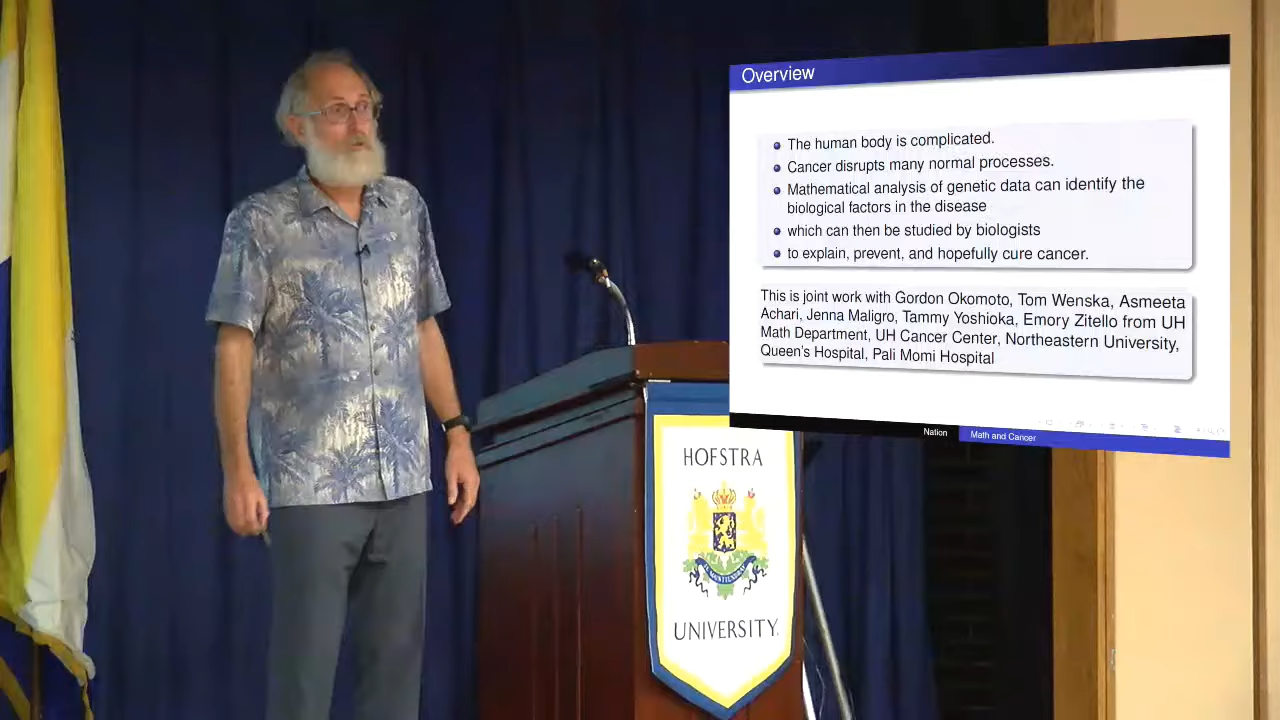 Overview
The human body is complicated.
Cancer disrupts many normal processes.
Mathematical analysis of genetic data can identify the
biological factors in the disease
which can then be studied by biologists
to explain, prevent, and hopefully cure cancer.
This is joint work with Gordon Okomoto, Tom Wenska, Asmeeta
Achari, Jenna Maligro, Tammy Yoshioka, Emory Zitello from UH
Math Department, UH Cancer Center, Northeastern University,
Queen's Hospital, Pali Momi Hospital
Nation
Math and Cancer
HOFSTRA
UNIVERSITY.